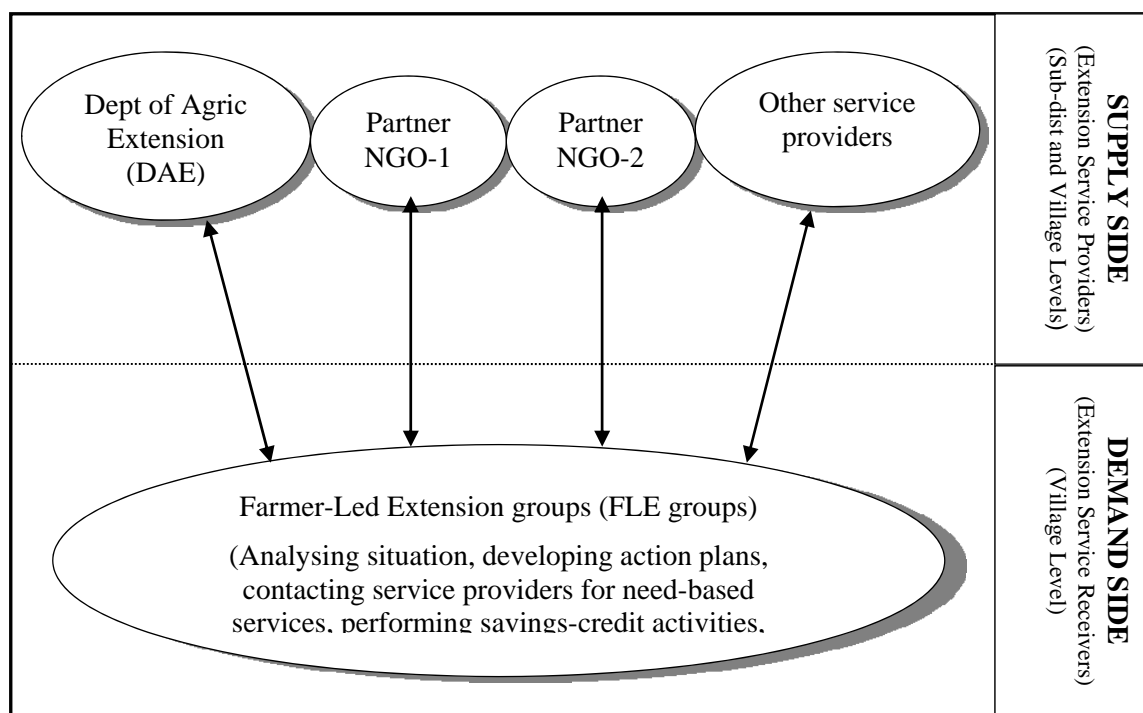 Dept of Agric
Extension
(DAE)
Partner
NGO-1
Partner
NGO-2
Other service
providers
SUPPLY SIDE
(Extension Service Providers)
(Sub-dist and Village Levels)
Farmer-Led Extension groups (FLE groups)
(Analysing situation, developing action plans,
contacting service providers for need-based
services, performing savings-credit activities,
DEMAND SIDE
(Extension Service Receivers)
(Village Level)